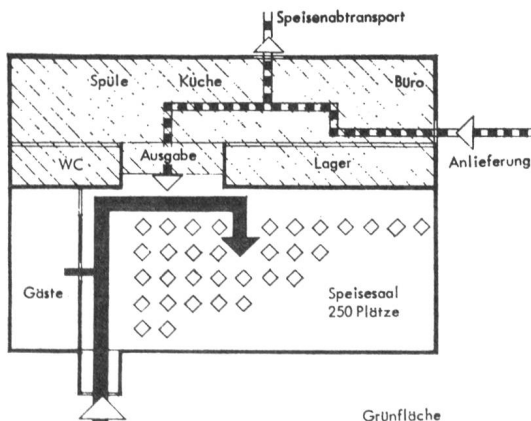 Speisenabtransport
Spüle Küche Büro
WC Ausgabe Lager Anlieferung
Gäste Speisesaal
250 Plätze
Grünfläche